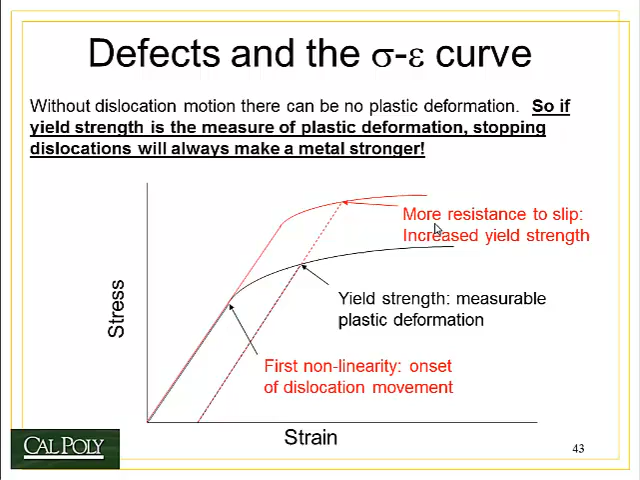 Defects and the σ-ε curve
Without dislocation motion there can be no plastic deformation. So if
yield strength is the measure of plastic deformation, stopping
dislocations will always make a metal stronger!
More resistance to slip:
Increased yield strength
Yield strength: measurable
plastic deformation
First non-linearity: onset
of dislocation movement
Stress
Strain
CAL POLY
43